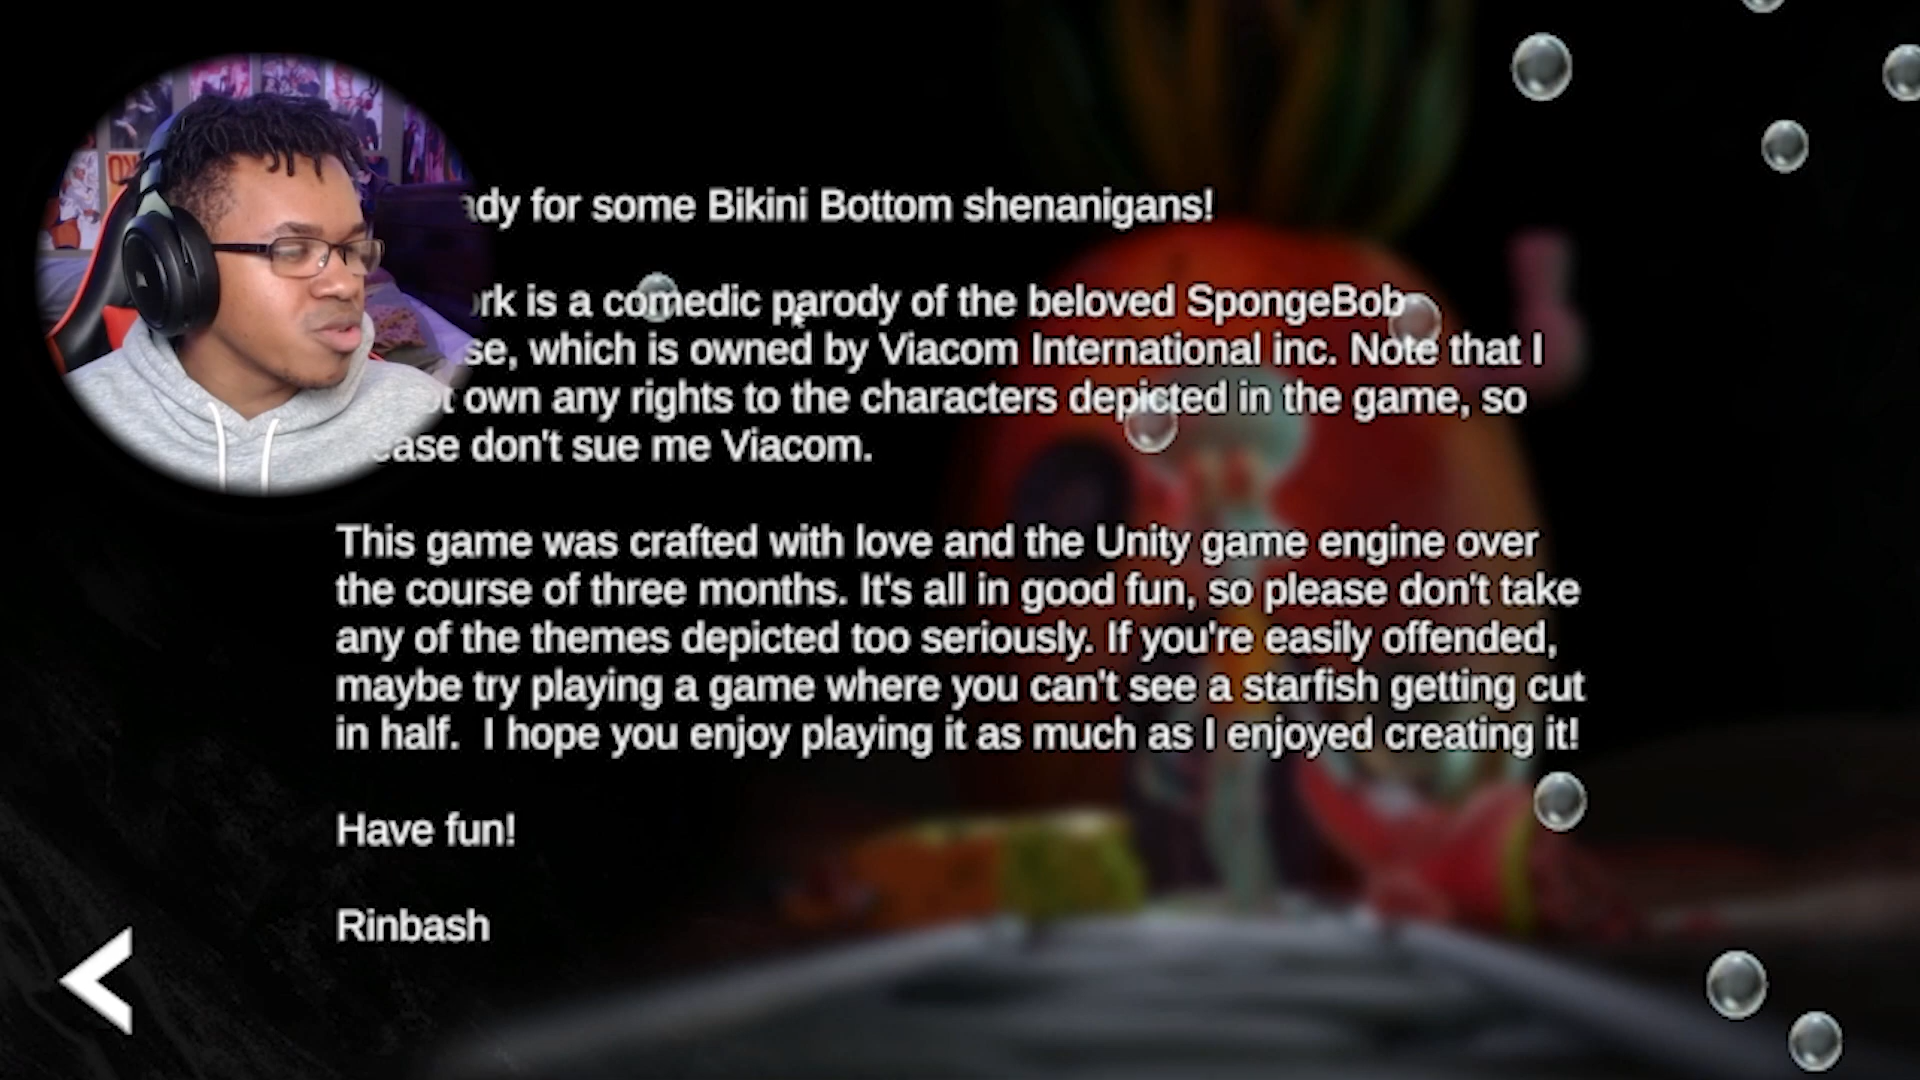 for some Bikini Bottom shenanigans!
is a comedic parody of the beloved SpongeBob
which is owned by Viacom International inc. Note that I
own any rights to the characters depicted in the game, so
don't sue me Viacom.
This game was crafted with love and the Unity game engine over
the course of three months. It's all in good fun, so please don't take
any of the themes depicted too seriously. If you're easily offended,
maybe try playing a game where you can't see a starfish getting cut
in half.  I hope you enjoy playing it as much as I enjoyed creating it!
Have fun!
Rinbash